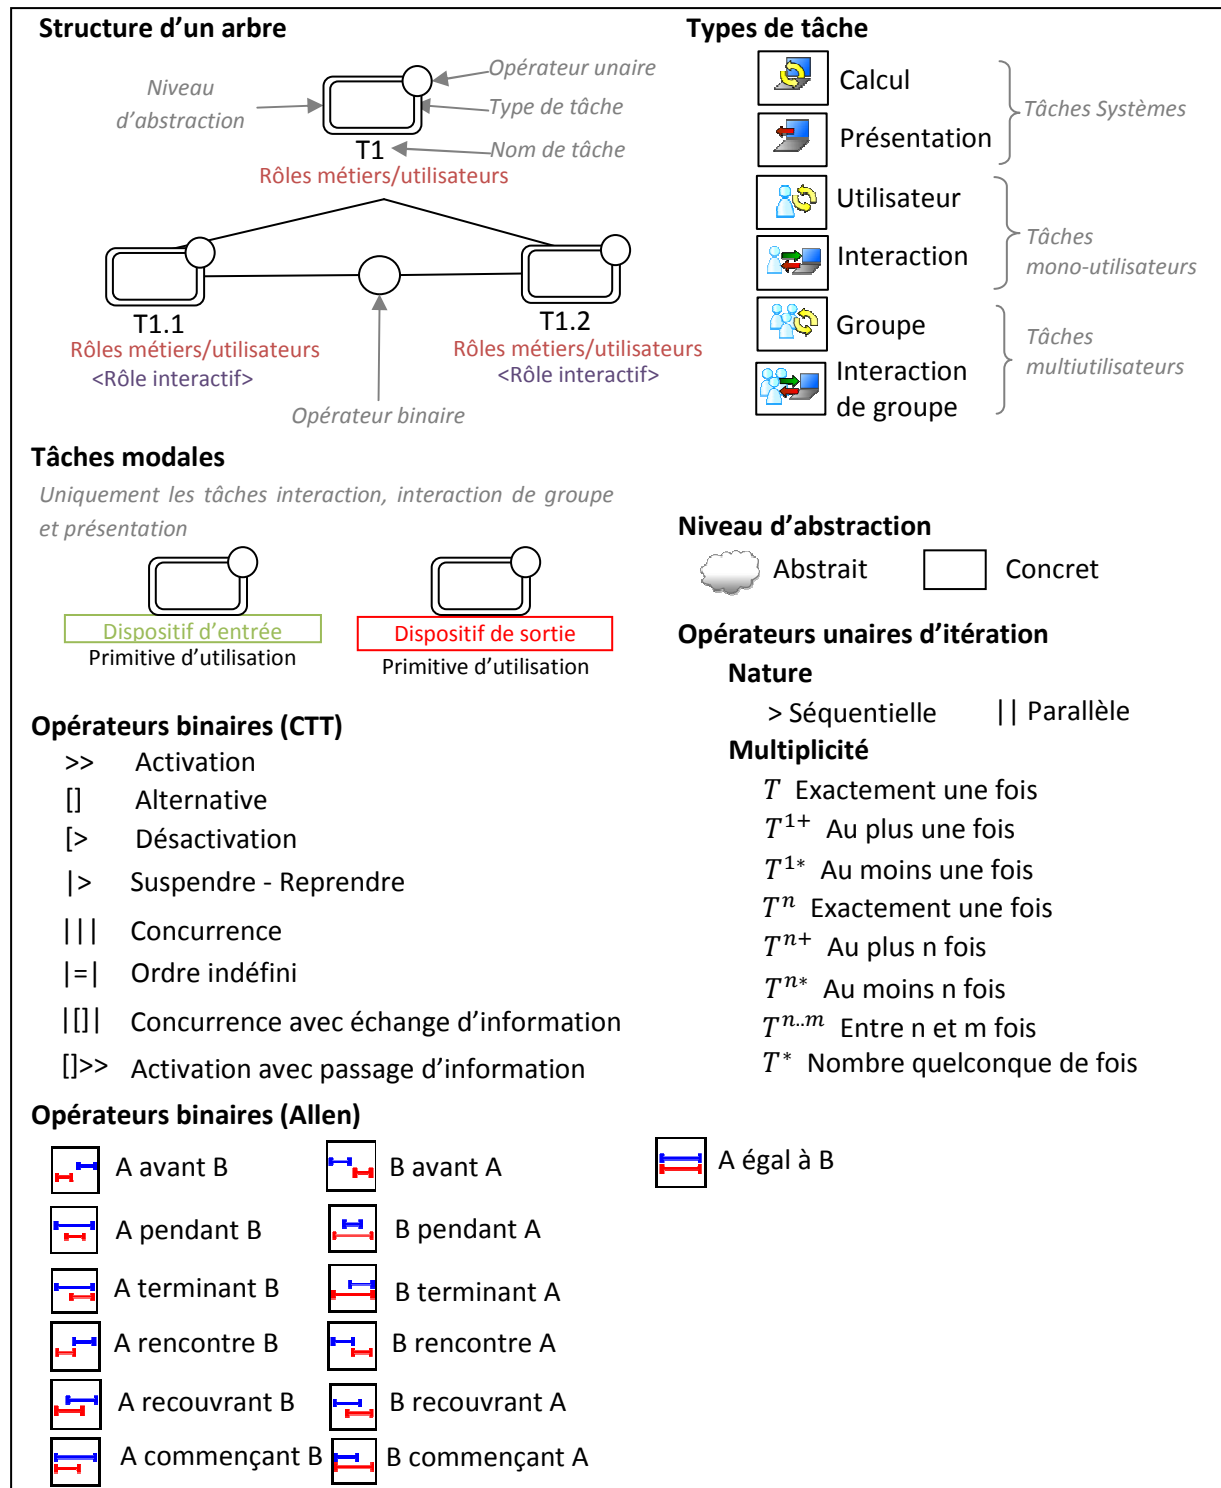 Structure d'un arbre
Opérateur unaire
Niveau
d'abstraction
Type de tâche
T1
Nom de tâche
Rôles métiers/utilisateurs
T1.1
Rôles métiers/utilisateurs
<Rôle interactif>
T1.2
Rôles métiers/utilisateurs
<Rôle interactif>
Opérateur binaire
Types de tâche
Calcul
Présentation
Tâches Systèmes
Utilisateur
Interaction
Tâches
mono-utilisateurs
Groupe
Interaction
de groupe
Tâches
multiutilisateurs
Tâches modales
Uniquement les tâches interaction, interaction de groupe
et présentation
Dispositif d'entrée
Primitive d'utilisation
Dispositif de sortie
Primitive d'utilisation
Niveau d'abstraction
Abstrait
Concret
Opérateurs unaires d'itération
Nature
> Séquentielle
|| Parallèle
Multiplicité
T Exactement une fois
T^{1+} Au plus une fois
T^{1*} Au moins une fois
T^{n} Exactement une fois
T^{n+} Au plus n fois
T^{n*} Au moins n fois
T^{n..m} Entre n et m fois
T^{*} Nombre quelconque de fois
Opérateurs binaires (CTT)
>> Activation
[] Alternative
[> Désactivation
|> Suspendre - Reprendre
||| Concurrence
|=| Ordre indéfini
|[]| Concurrence avec échange d'information
[]>> Activation avec passage d'information
Opérateurs binaires (Allen)
A avant B
B avant A
A égal à B
A pendant B
B pendant A
A terminant B
B terminant A
A rencontre B
B rencontre A
A recouvrant B
B recouvrant A
A commençant B
B commençant A